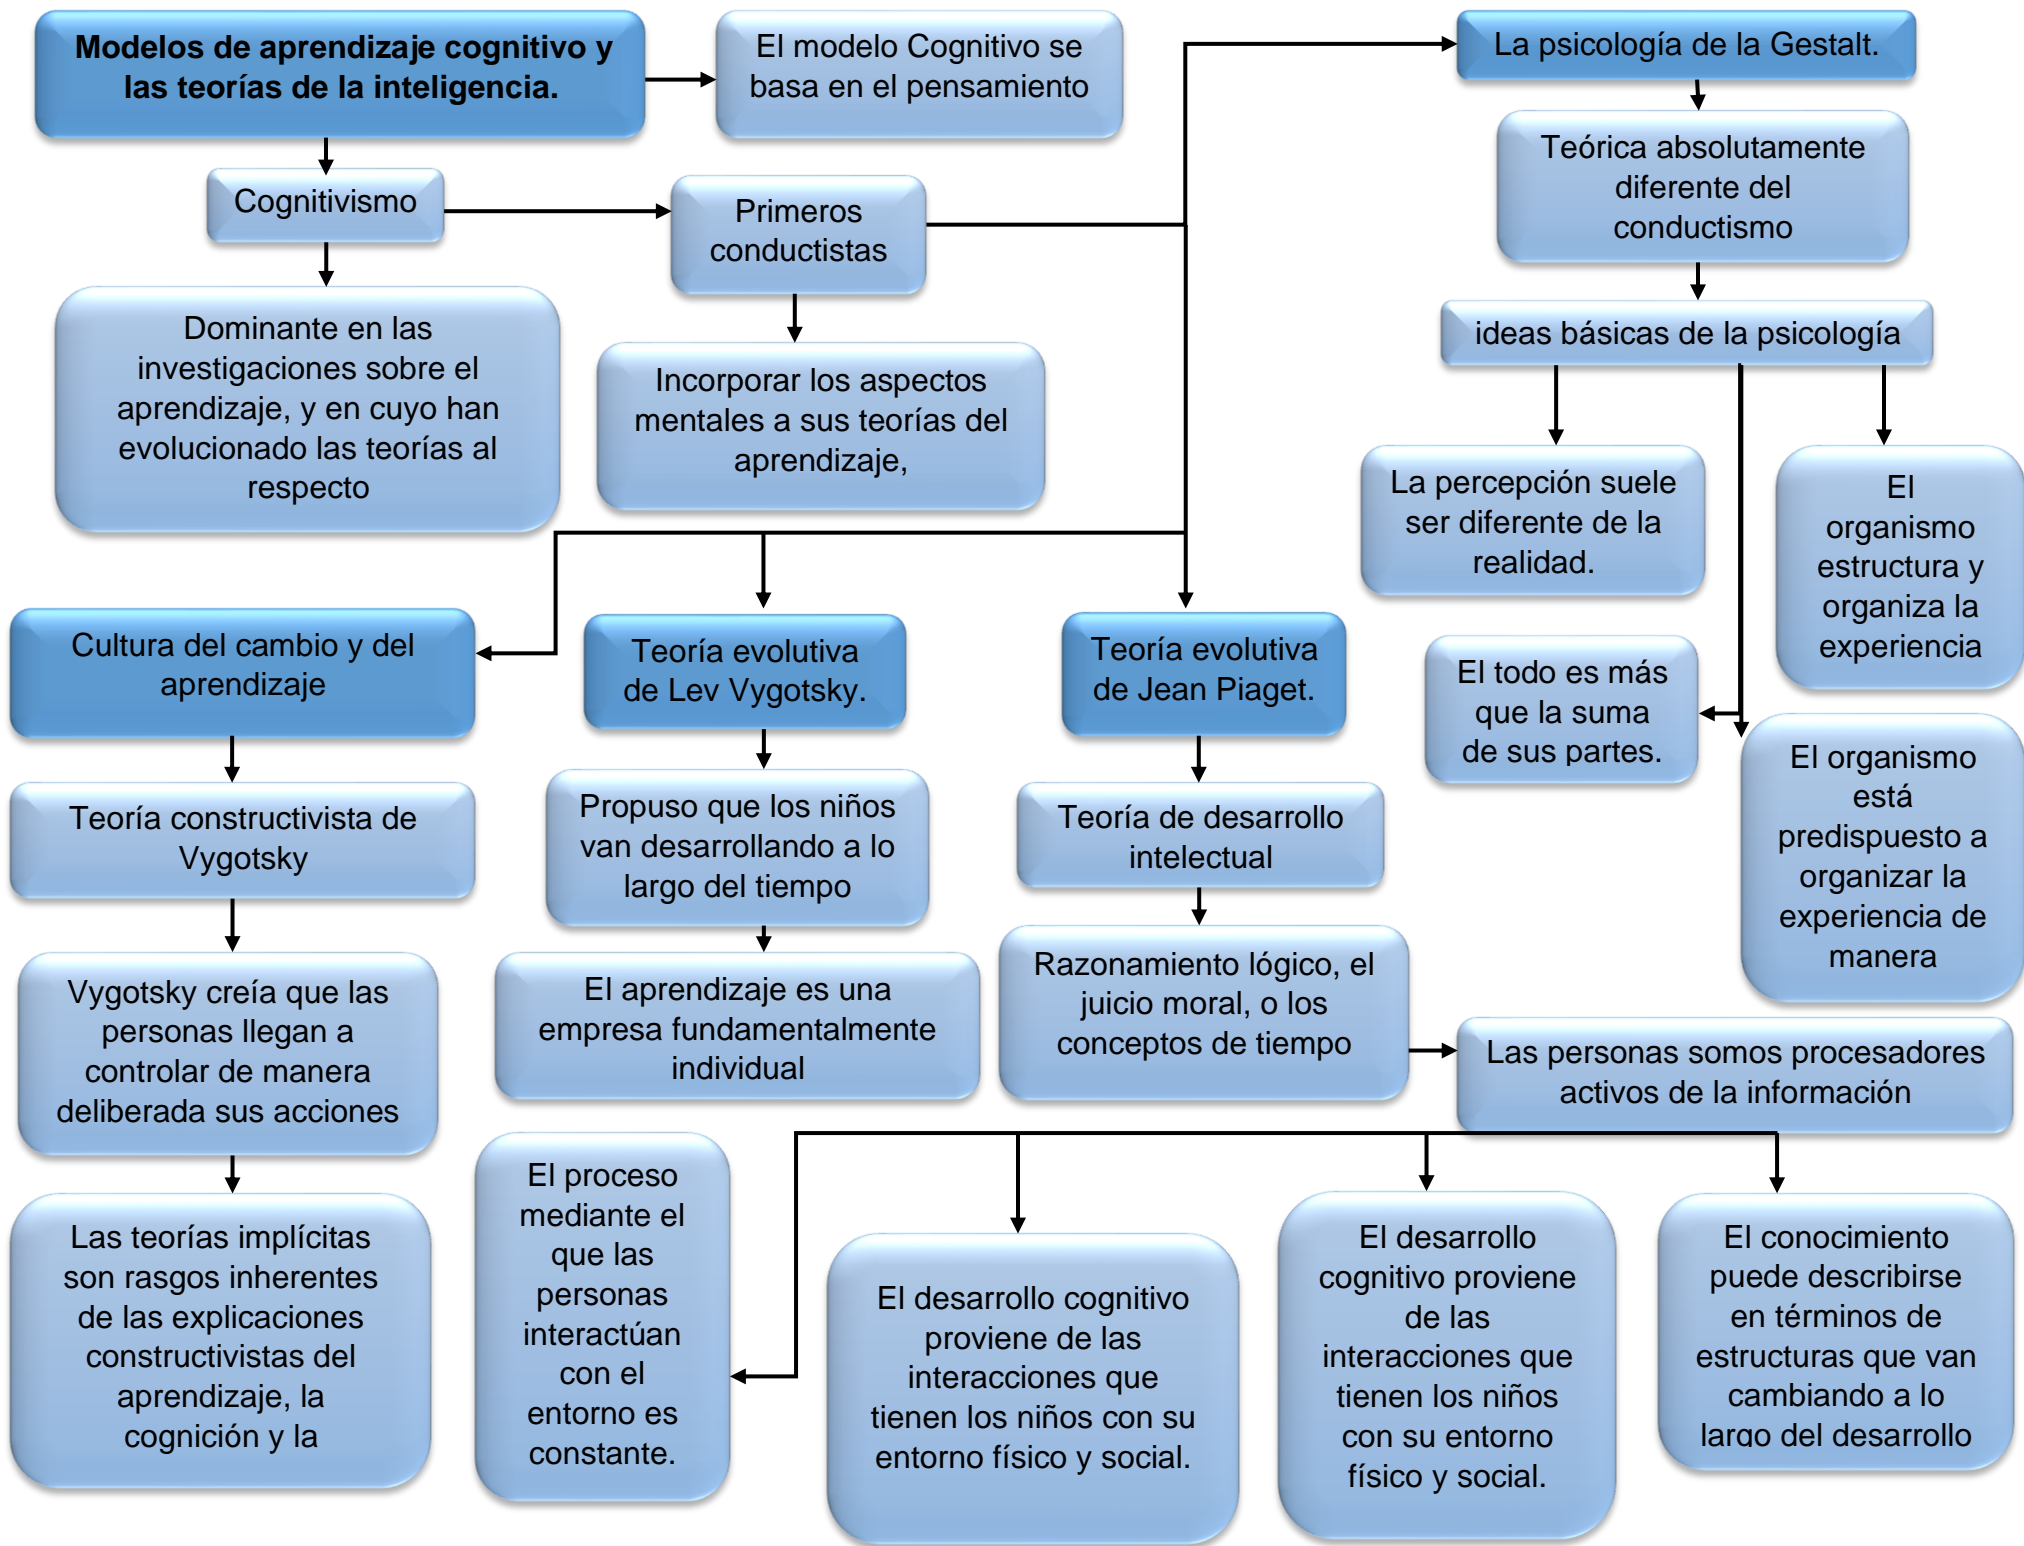 Modelos de aprendizaje cognitivo y
las teorías de la inteligencia.
El modelo Cognitivo se
basa en el pensamiento
La psicología de la Gestalt.
Teórica absolutamente
diferente del
conductismo
Cognitivismo
Primeros
conductistas
ideas básicas de la psicología
Dominante en las
investigaciones sobre el
aprendizaje, y en cuyo han
evolucionado las teorías al
respecto
Incorporar los aspectos
mentales a sus teorías del
aprendizaje,
La percepción suele
ser diferente de la
realidad.
El
organismo
estructura y
organiza la
experiencia
El todo es más
que la suma
de sus partes.
El organismo
está
predispuesto a
organizar la
experiencia de
manera
Cultura del cambio y del
aprendizaje
Teoría evolutiva
de Lev Vygotsky.
Teoría evolutiva
de Jean Piaget.
Teoría constructivista de
Vygotsky
Propuso que los niños
van desarrollando a lo
largo del tiempo
Teoría de desarrollo
intelectual
Vygotsky creía que las
personas llegan a
controlar de manera
deliberada sus acciones
El aprendizaje es una
empresa fundamentalmente
individual
Razonamiento lógico, el
juicio moral, o los
conceptos de tiempo
Las personas somos procesadores
activos de la información
Las teorías implícitas
son rasgos inherentes
de las explicaciones
constructivistas del
aprendizaje, la
cognición y la
El proceso
mediante el
que las
personas
interactúan
con el
entorno es
constante.
El desarrollo cognitivo
proviene de las
interacciones que
tienen los niños con su
entorno físico y social.
El desarrollo
cognitivo proviene
de las
interacciones que
tienen los niños
con su entorno
físico y social.
El conocimiento
puede describirse
en términos de
estructuras que van
cambiando a lo
largo del desarrollo